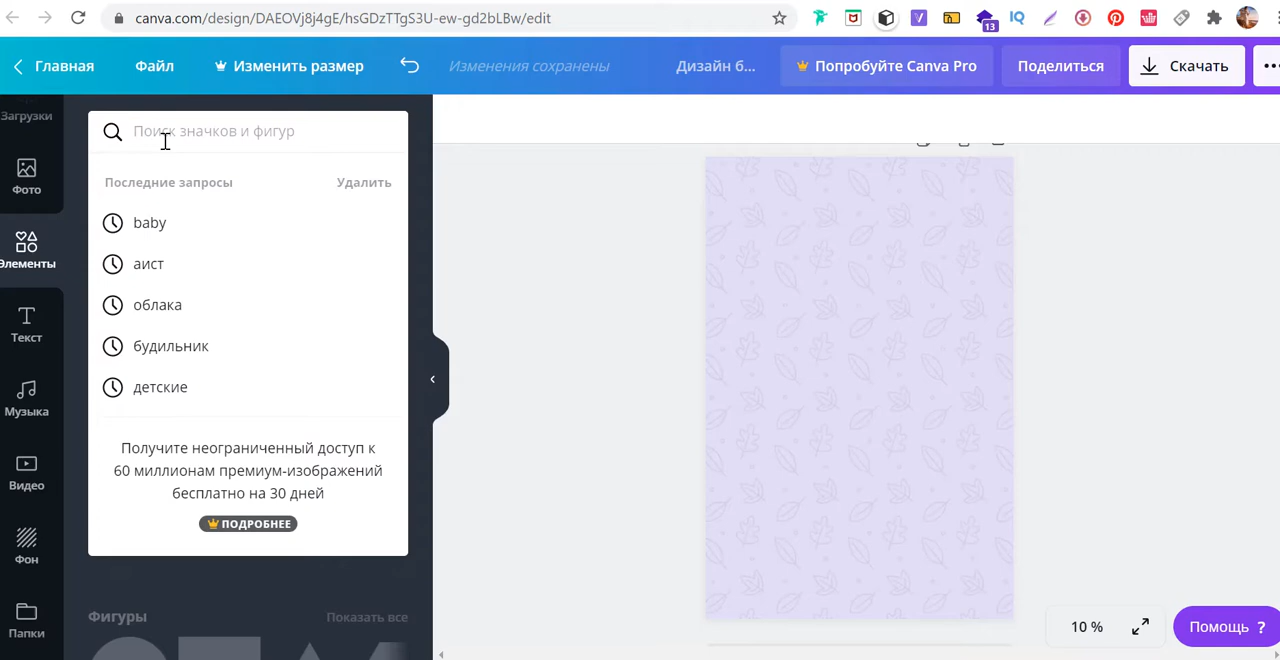 canva.com/design/DAEOVj8j4gE/hsGDzTTgS3U-ew-gd2bLBw/edit
13
Главная
Файл
Изменить размер
Изменения сохранены
Дизайн б...
Попробуйте Canva Pro
Поделиться
Скачать
Загрузки
Фото
Элементы
Текст
Музыка
Видео
Фон
Папки
Поиск значков и фигур
Последние запросы
Удалить
baby
аист
облака
будильник
детские
Получите неограниченный доступ к
60 миллионам премиум-изображений
бесплатно на 30 дней
ПОДРОБНЕЕ
Фигуры
Показать все
10 %
Помощь ?